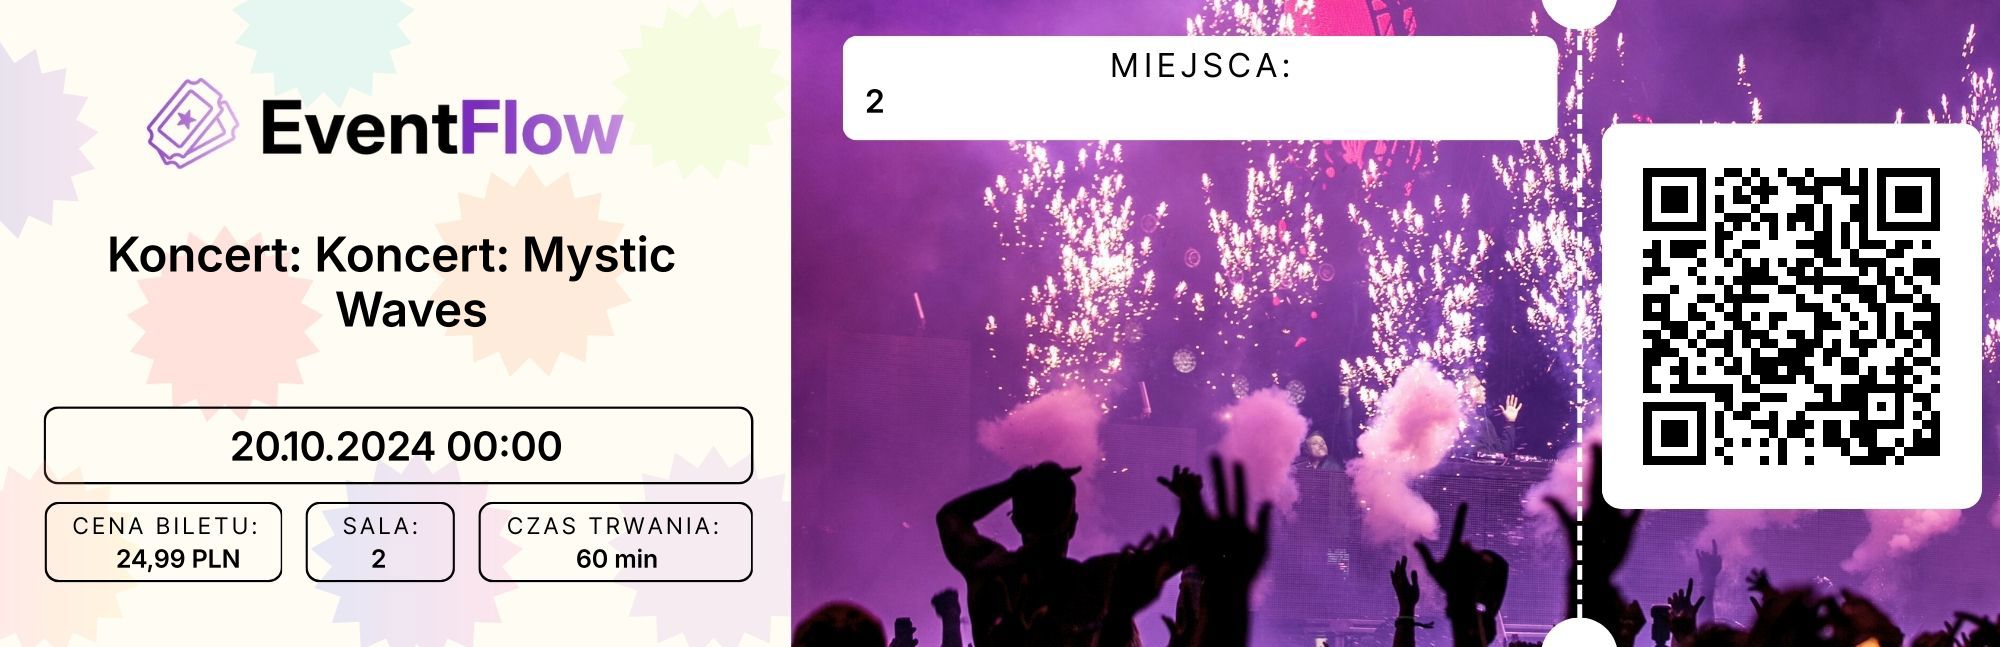 EventFlow
Koncert: Koncert: Mystic
Waves
20.10.2024 00:00
CENA BILETU:
24,99 PLN
SALA:
2
CZAS TRWANIA:
60 min
MIEJSCA:
2